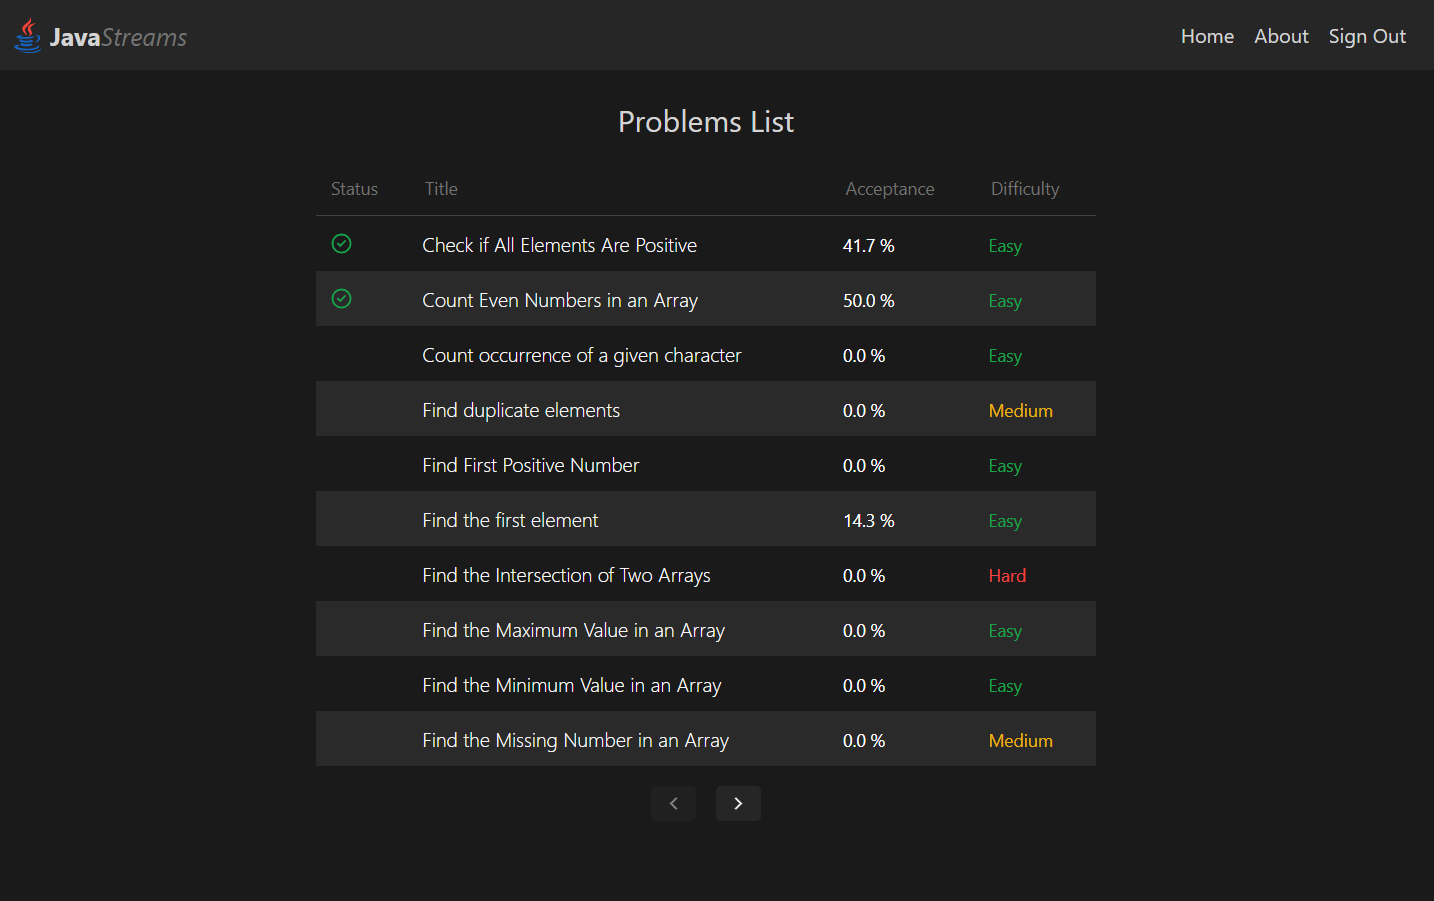 JavaStreams Home About Sign Out
Problems List
Status Title Acceptance Difficulty
Check if All Elements Are Positive 41.7 % Easy
Count Even Numbers in an Array 50.0 % Easy
Count occurrence of a given character 0.0 % Easy
Find duplicate elements 0.0 % Medium
Find First Positive Number 0.0 % Easy
Find the first element 14.3 % Easy
Find the Intersection of Two Arrays 0.0 % Hard
Find the Maximum Value in an Array 0.0 % Easy
Find the Minimum Value in an Array 0.0 % Easy
Find the Missing Number in an Array 0.0 % Medium